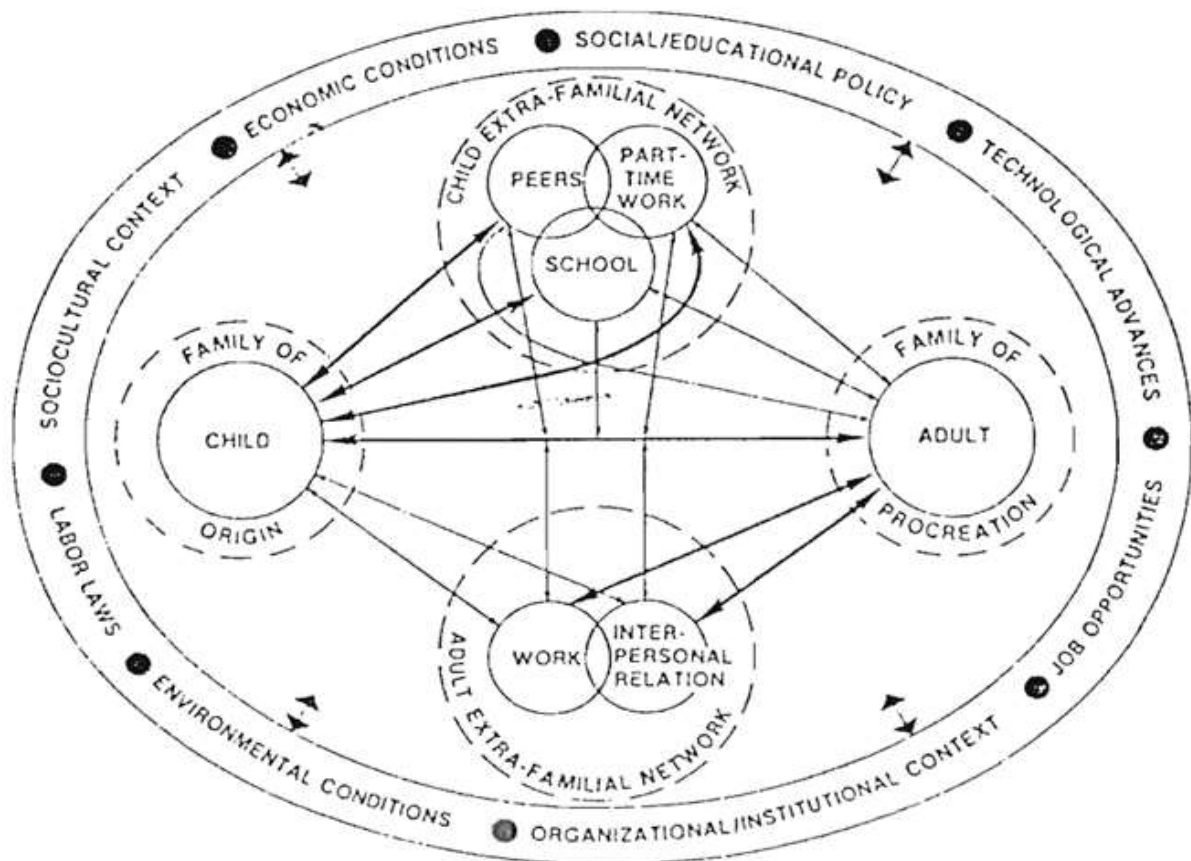 SOCIOCULTURAL CONTEXT
ECONOMIC CONDITIONS
SOCIAL/EDUCATIONAL POLICY
TECHNOLOGICAL ADVANCES
JOB OPPORTUNITIES
ORGANIZATIONAL/INSTITUTIONAL CONTEXT
ENVIRONMENTAL CONDITIONS
LABOR LAWS
CHILD EXTRA-FAMILIAL NETWORK
PEERS
PART-
TIME
WORK
SCHOOL
FAMILY OF
CHILD
ORIGIN
FAMILY OF
ADULT
PROCREATION
WORK
INTER-
PERSONAL
RELATION
ADULT EXTRA-FAMILIAL NETWORK